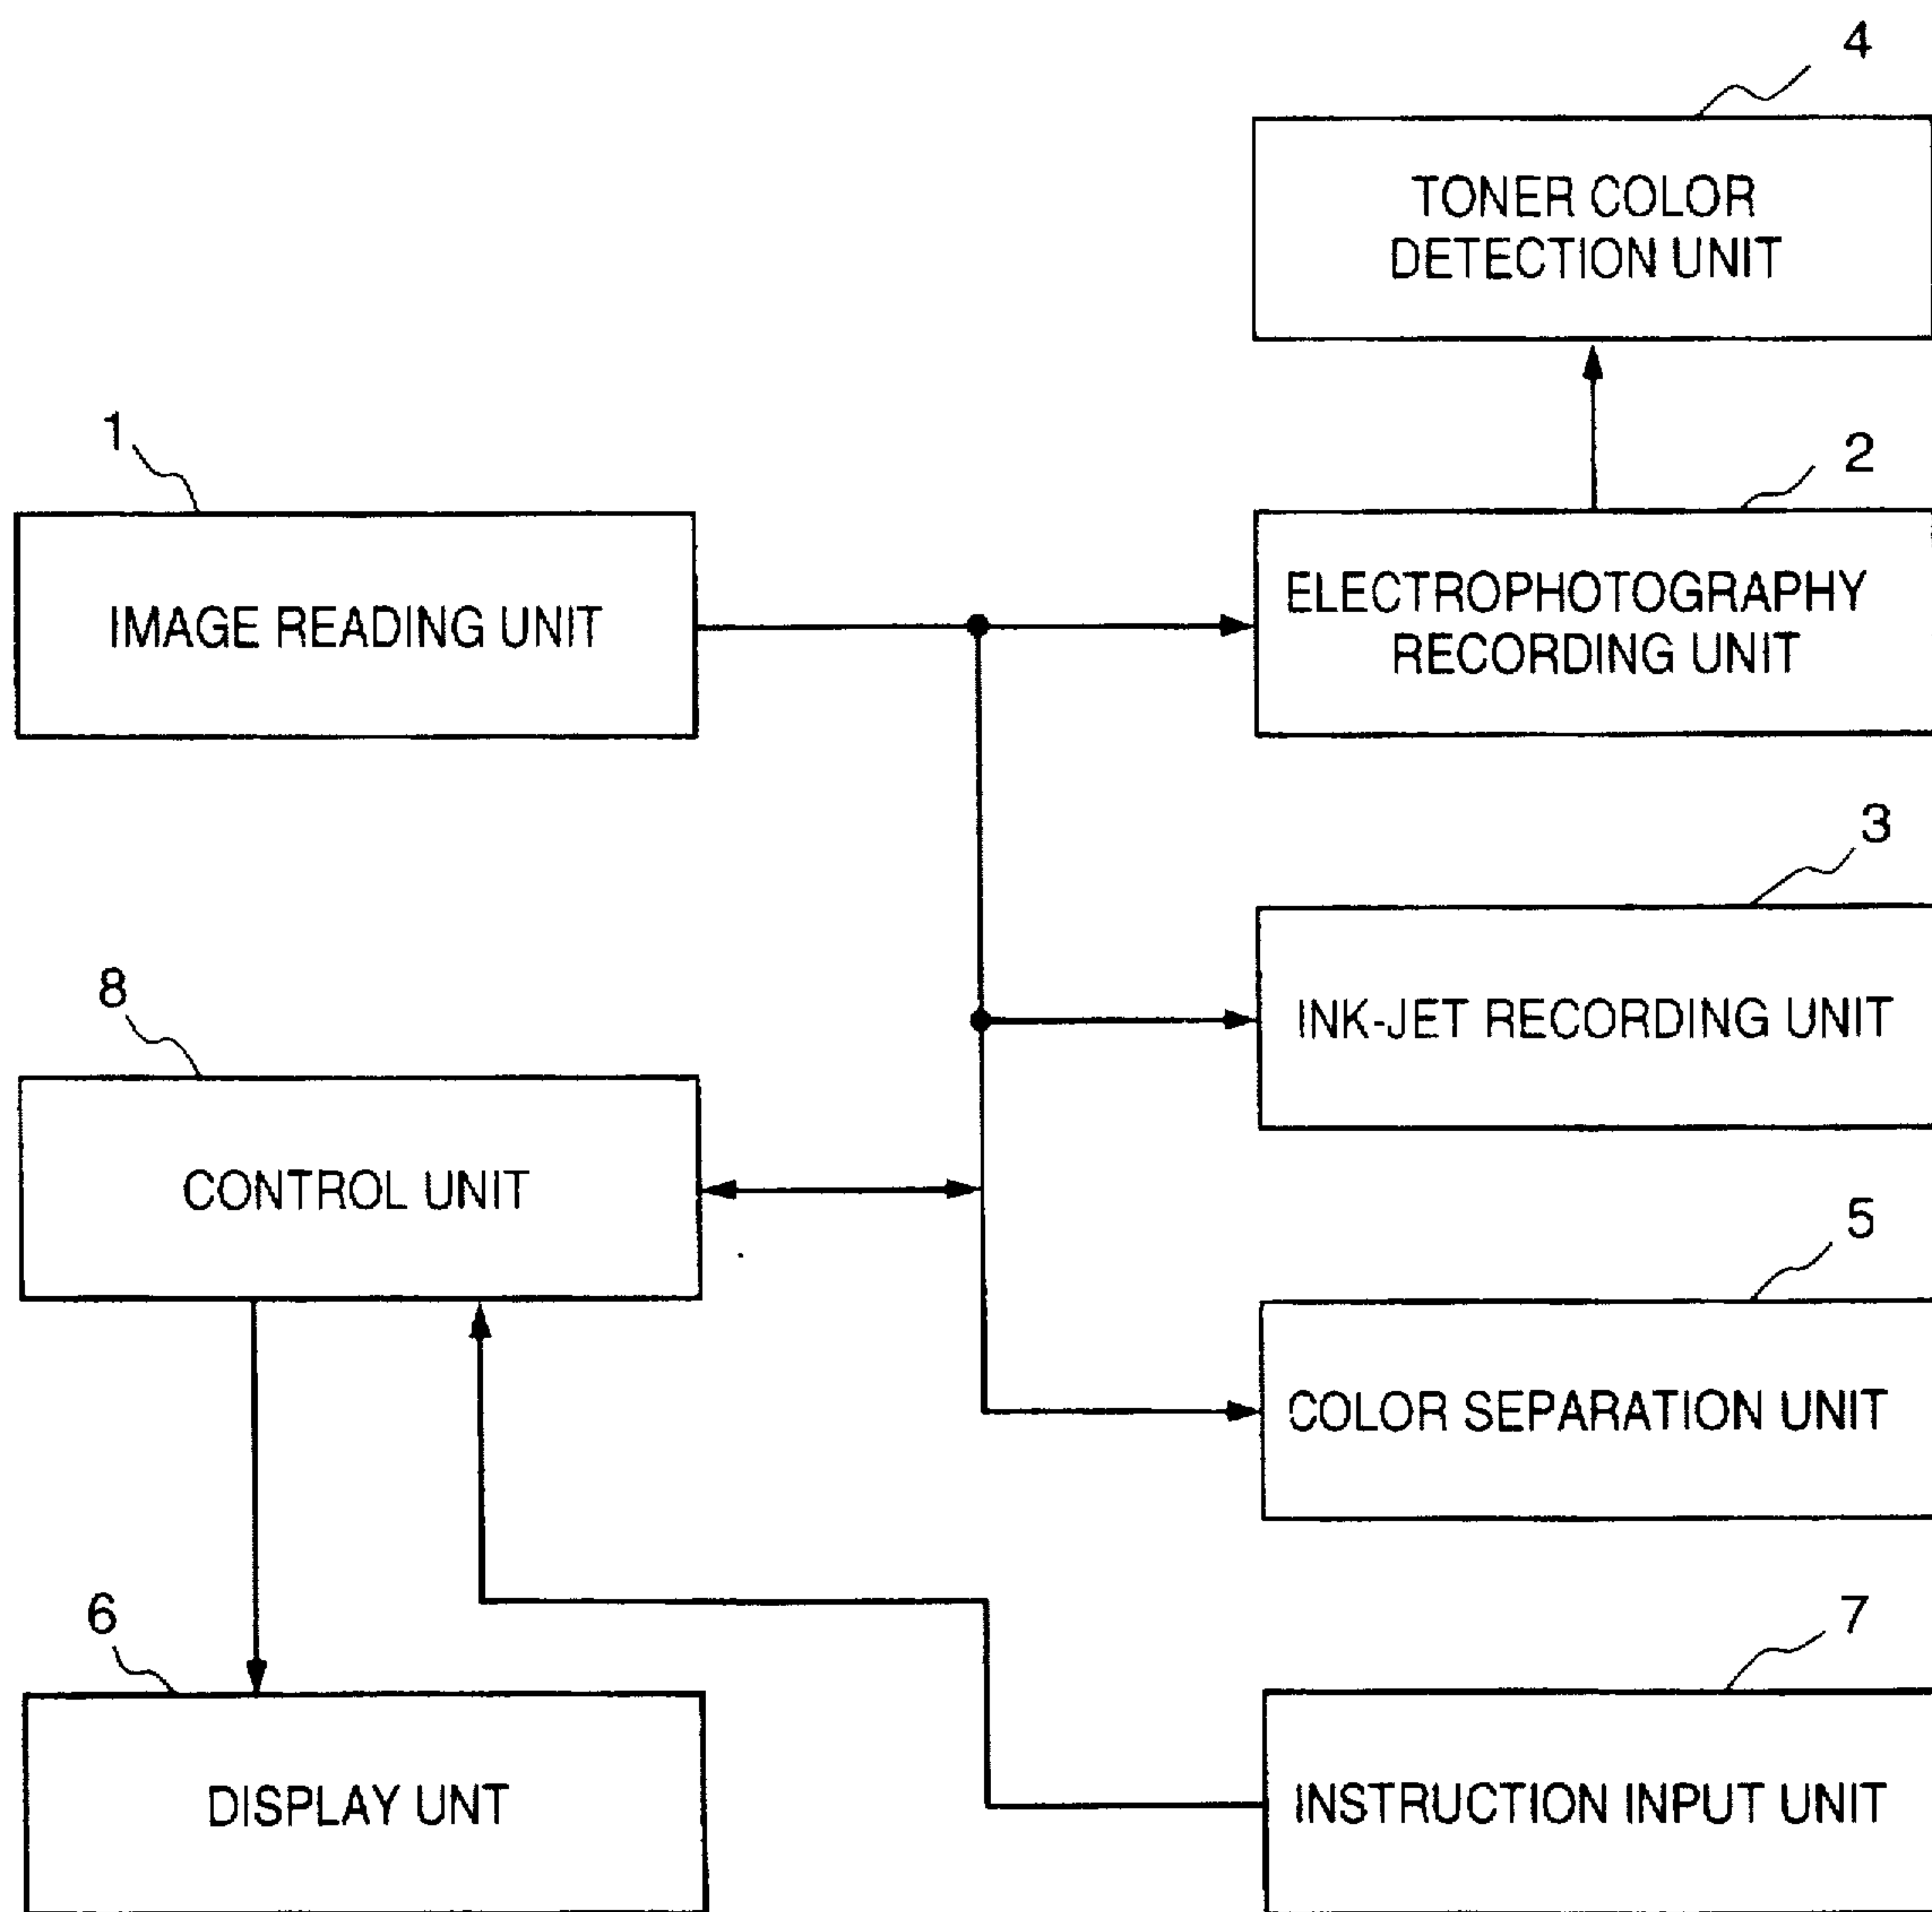 4
TONER COLOR
DETECTION UNIT
1
2
IMAGE READING UNIT
ELECTROPHOTOGRAPHY
RECORDING UNIT
3
8
INK-JET RECORDING UNIT
CONTROL UNIT
5
COLOR SEPARATION UNIT
6
7
DISPLAY UNT
INSTRUCTION INPUT UNIT